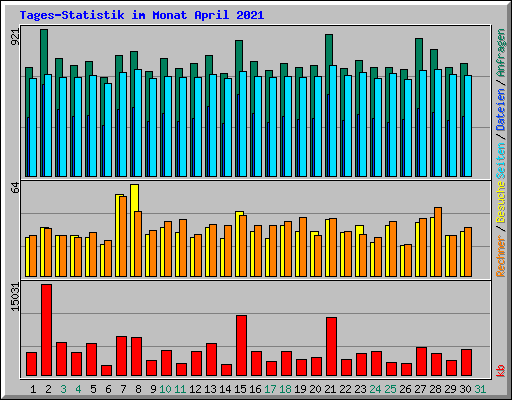 Tages-Statistik im Monat April 2021
921
64
15031
Rechner / Besuche Seiten / Dateien / Anfragen
kb
1 2 3 4 5 6 7 8 9 10 11 12 13 14 15 16 17 18 19 20 21 22 23 24 25 26 27 28 29 30 31